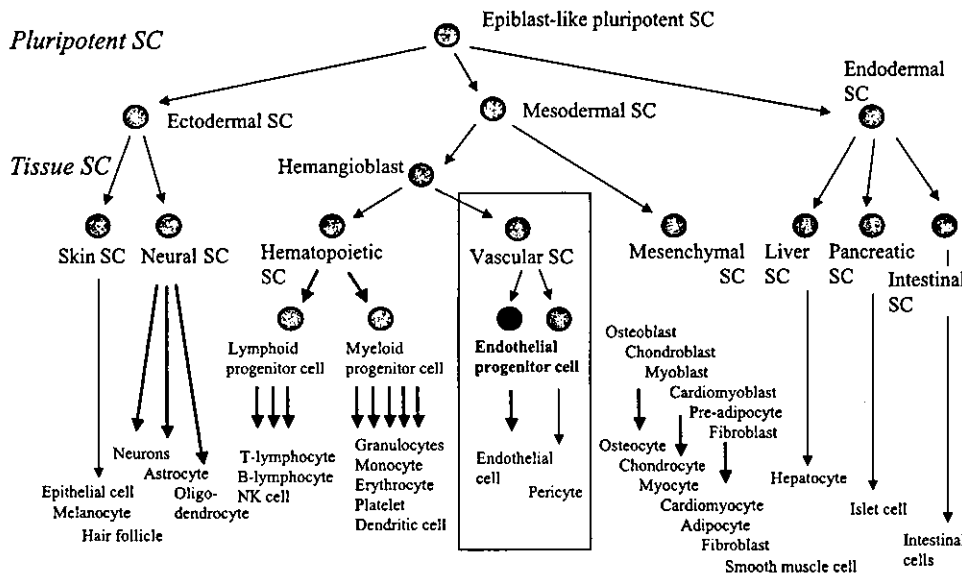 Epiblast-like pluripotent SC
Pluripotent SC
Endodermal
SC
Ectodermal SC
Mesodermal SC
Tissue SC
Hemangioblast
Skin SC
Neural SC
Hematopoietic
SC
Vascular SC
Mesenchymal
SC
Liver
SC
Pancreatic
SC
Intestinal
SC
Lymphoid
progenitor cell
Myeloid
progenitor cell
Endothelial
progenitor cell
Osteoblast
Chondroblast
Myoblast
Cardiomyoblast
Pre-adipocyte
Fibroblast
Neurons
Astrocyte
Oligo-
dendrocyte
Epithelial cell
Melanocyte
Hair follicle
T-lymphocyte
B-lymphocyte
NK cell
Granulocytes
Monocyte
Erythrocyte
Platelet
Dendritic cell
Endothelial
cell
Pericyte
Osteocyte
Chondrocyte
Myocyte
Cardiomyocyte
Adipocyte
Fibroblast
Smooth muscle cell
Hepatocyte
Islet cell
Intestinal
cells